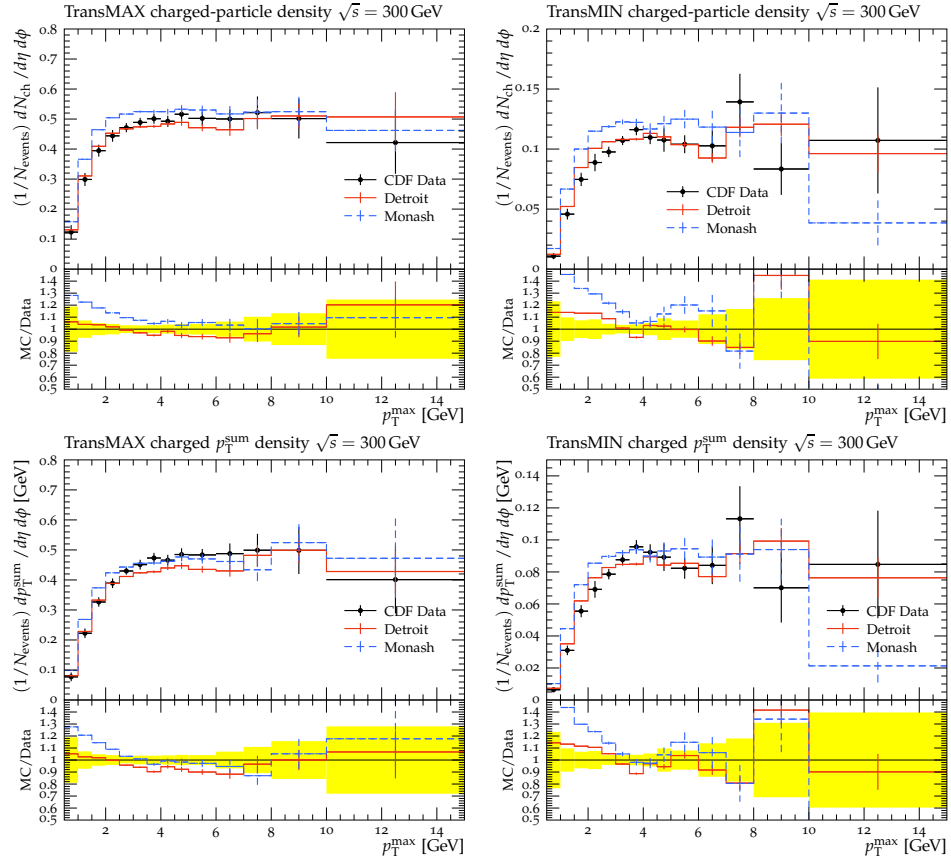 TransMAX charged-particle density √s = 300 GeV
(1/N_events) dN_ch/dη dϕ
0.8
0.7
0.6
0.5
0.4
0.3
0.2
0.1
0
CDF Data
Detroit
Monash
MC/Data
1.4
1.3
1.2
1.1
1
0.9
0.8
0.7
0.6
0.5
2 4 6 8 10 12 14
p_T^max [GeV]
TransMIN charged-particle density √s = 300 GeV
(1/N_events) dN_ch/dη dϕ
0.15
0.1
0.05
0
CDF Data
Detroit
Monash
MC/Data
1.4
1.3
1.2
1.1
1
0.9
0.8
0.7
0.6
0.5
2 4 6 8 10 12 14
p_T^max [GeV]
TransMAX charged p_T^sum density √s = 300 GeV
(1/N_events) dp_T^sum/dη dϕ [GeV]
0.8
0.7
0.6
0.5
0.4
0.3
0.2
0.1
0
CDF Data
Detroit
Monash
MC/Data
1.4
1.3
1.2
1.1
1
0.9
0.8
0.7
0.6
0.5
2 4 6 8 10 12 14
p_T^max [GeV]
TransMIN charged p_T^sum density √s = 300 GeV
(1/N_events) dp_T^sum/dη dϕ [GeV]
0.14
0.12
0.1
0.08
0.06
0.04
0.02
0
CDF Data
Detroit
Monash
MC/Data
1.4
1.3
1.2
1.1
1
0.9
0.8
0.7
0.6
0.5
2 4 6 8 10 12 14
p_T^max [GeV]